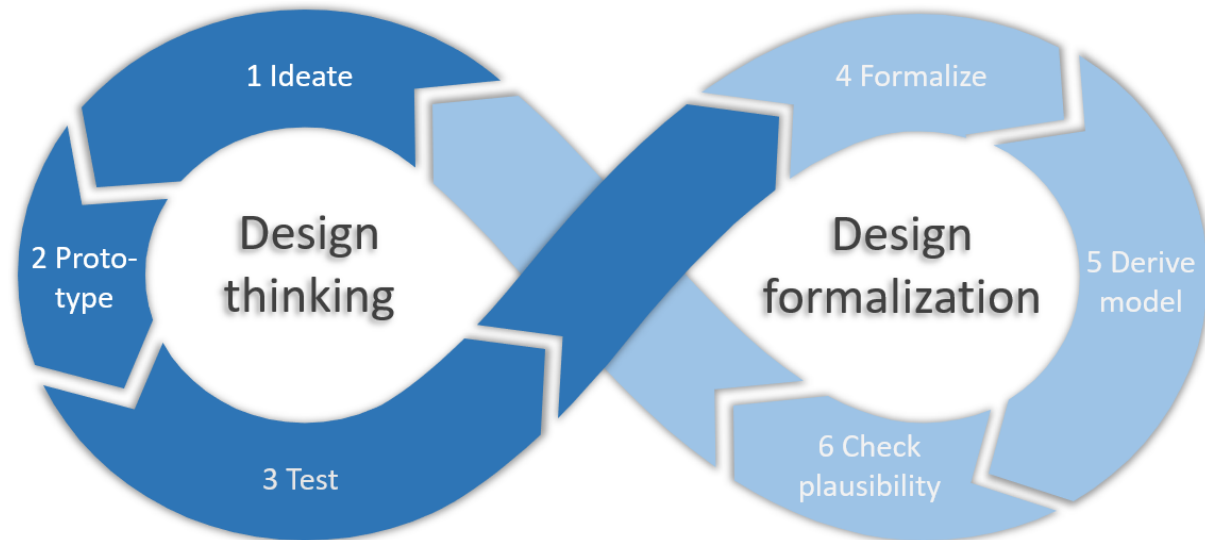 1 Ideate
2 Proto-
type
3 Test
Design
thinking
4 Formalize
5 Derive
model
6 Check
plausibility
Design
formalization